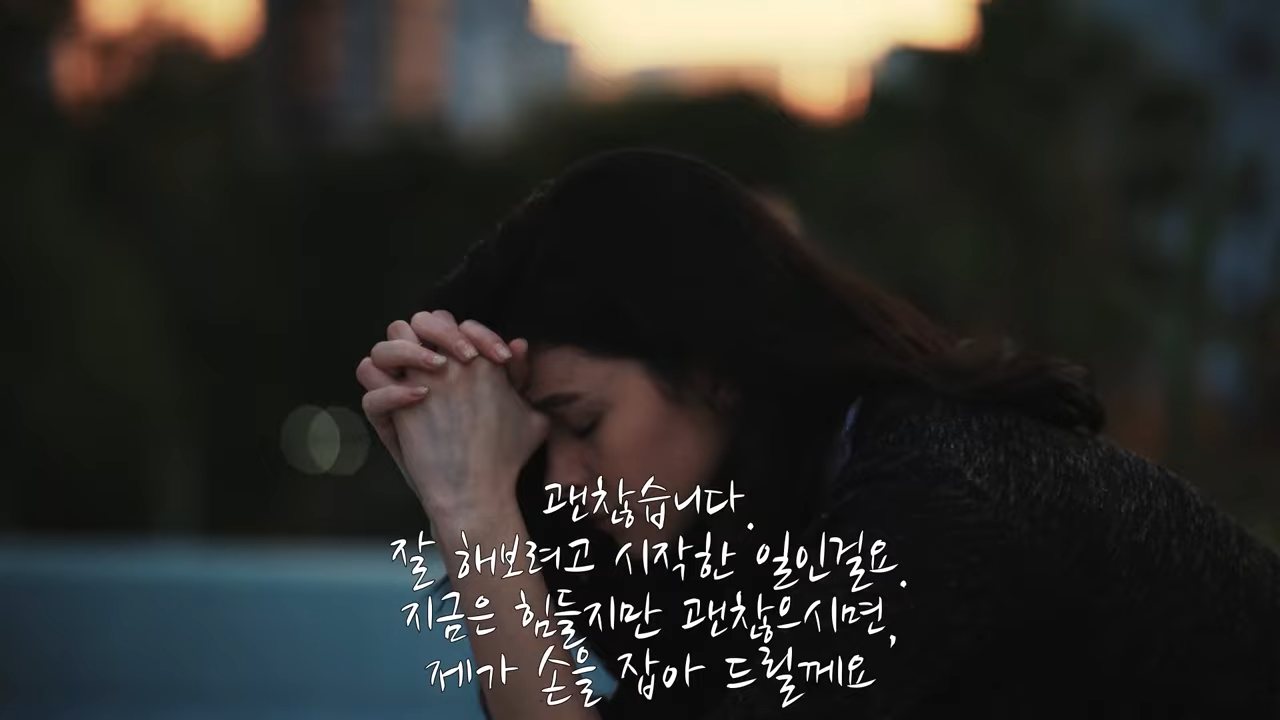 괜찮습니다.
잘 해보려고 시작한 일인걸요.
지금은 힘들지만 괜찮으시면,
제가 손을 잡아 드릴께요